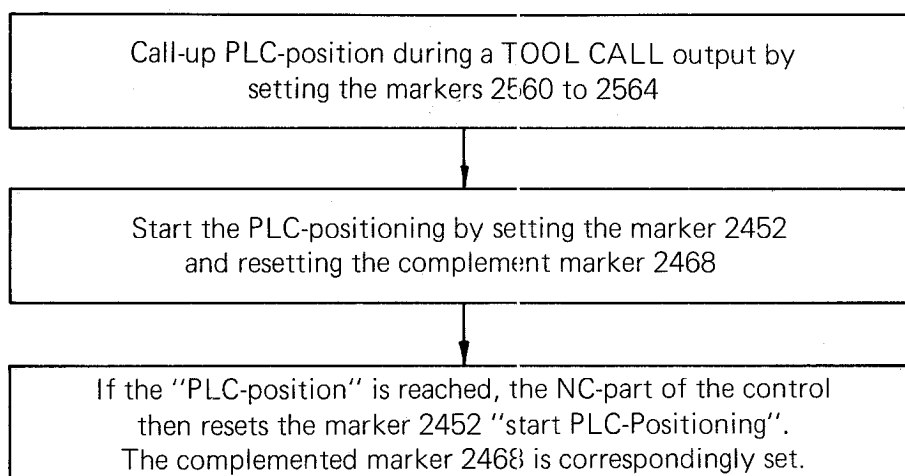 Call-up PLC-position during a TOOL CALL output by
setting the markers 2560 to 2564
Start the PLC-positioning by setting the marker 2452
and resetting the complement marker 2468
If the "PLC-position" is reached, the NC-part of the control
then resets the marker 2452 "start PLC-Positioning".
The complemented marker 2468 is correspondingly set.